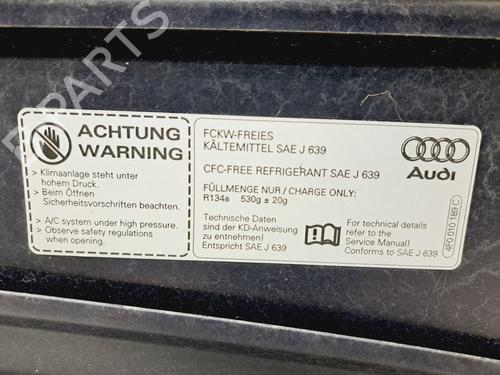 ACHTUNG
WARNING
> Klimaanlage steht unter
hohem Druck.
> Beim Öffnen
Sicherheitsvorschriften beachten.
> A/C system under high pressure.
> Observe safety regulations
when opening.
FCKW-FREIES
KÄLTEMITTEL SAE J 639
CFC-FREE REFRIGERANT SAE J 639
FÜLLMENGE NUR / CHARGE ONLY:
R134a 530g ± 20g
Technische Daten
sind der KD-Anweisung
zu entnehmen!
Entspricht SAE J 639
For technical details
refer to the
Service Manual!
Conforms to SAE J 639
Audi
4F0 010 189 C
PARTS